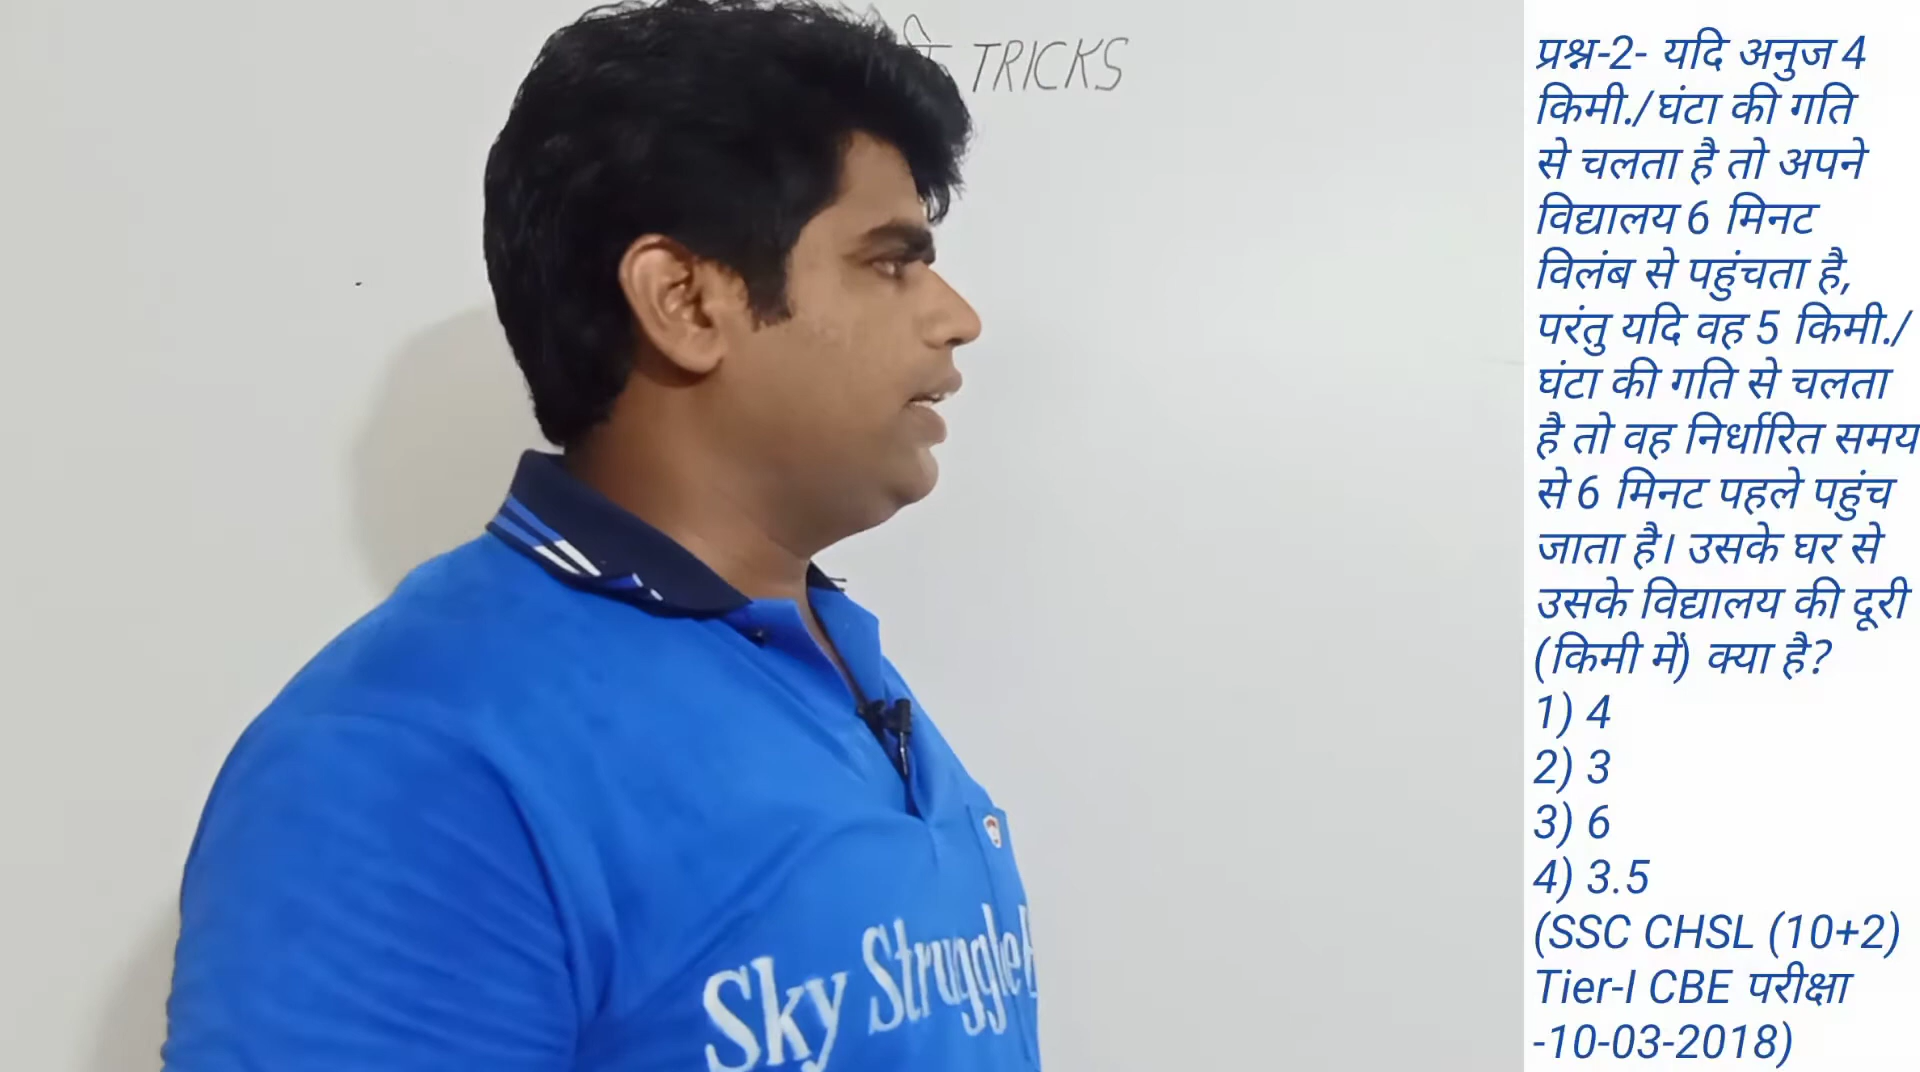 TRICKS
प्रश्न-2- यदि अनुज 4
किमी./घंटा की गति
से चलता है तो अपने
विद्यालय 6 मिनट
विलंब से पहुंचता है,
परंतु यदि वह 5 किमी./
घंटा की गति से चलता
है तो वह निर्धारित समय
से 6 मिनट पहले पहुंच
जाता है। उसके घर से
उसके विद्यालय की दूरी
(किमी में) क्या है?
1) 4
2) 3
3) 6
4) 3.5
(SSC CHSL (10+2)
Tier-I CBE परीक्षा
-10-03-2018)
Sky Struggle